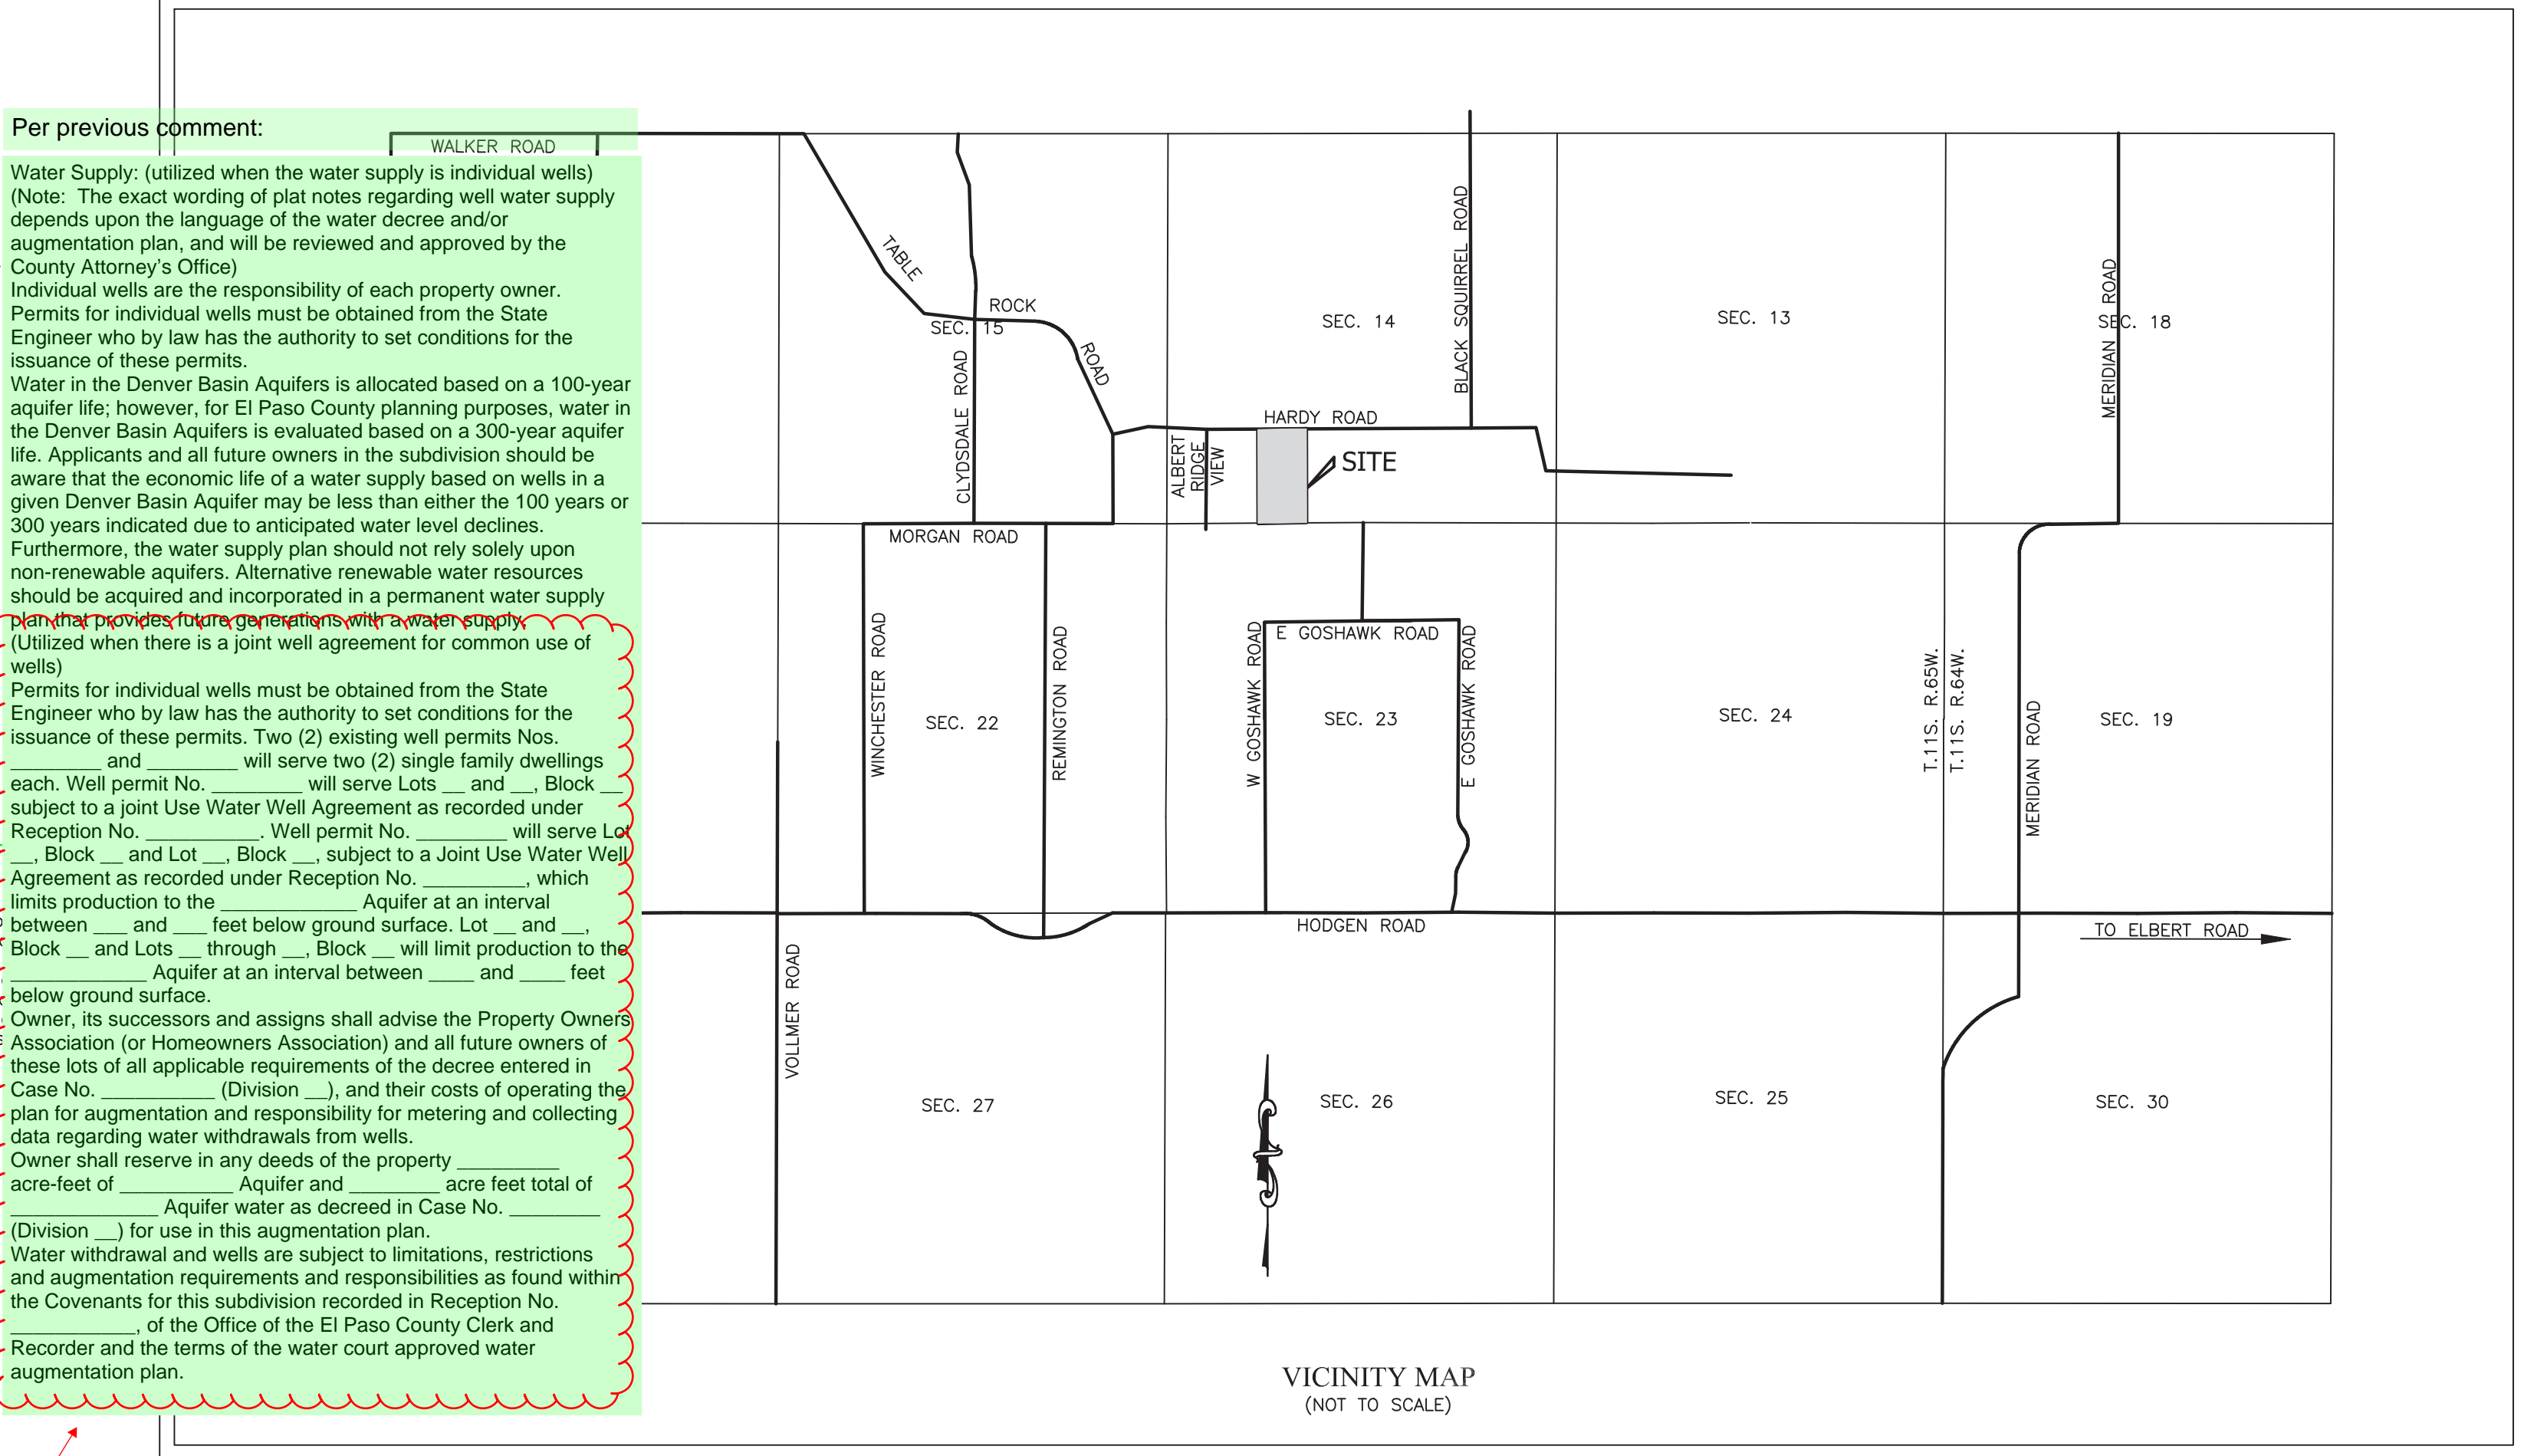 Per previous comment:
Water Supply: (utilized when the water supply is individual wells)
(Note:  The exact wording of plat notes regarding well water supply
depends upon the language of the water decree and/or
augmentation plan, and will be reviewed and approved by the
County Attorney’s Office)
Individual wells are the responsibility of each property owner.
Permits for individual wells must be obtained from the State
Engineer who by law has the authority to set conditions for the
issuance of these permits.
Water in the Denver Basin Aquifers is allocated based on a 100-year
aquifer life; however, for El Paso County planning purposes, water in
the Denver Basin Aquifers is evaluated based on a 300-year aquifer
life. Applicants and all future owners in the subdivision should be
aware that the economic life of a water supply based on wells in a
given Denver Basin Aquifer may be less than either the 100 years or
300 years indicated due to anticipated water level declines.
Furthermore, the water supply plan should not rely solely upon
non-renewable aquifers. Alternative renewable water resources
should be acquired and incorporated in a permanent water supply
plan that provides future generations with a water supply.
(Utilized when there is a joint well agreement for common use of
wells)
Permits for individual wells must be obtained from the State
Engineer who by law has the authority to set conditions for the
issuance of these permits. Two (2) existing well permits Nos.
________ and ________ will serve two (2) single family dwellings
each. Well permit No. ________ will serve Lots __ and __, Block __
subject to a joint Use Water Well Agreement as recorded under
Reception No. __________. Well permit No. ________ will serve Lot
__, Block __ and Lot __, Block __, subject to a Joint Use Water Well
Agreement as recorded under Reception No. _________, which
limits production to the ____________ Aquifer at an interval
between ___ and ___ feet below ground surface. Lot __ and __,
Block __ and Lots __ through __, Block __ will limit production to the
____________ Aquifer at an interval between ____ and ____ feet
below ground surface.
Owner, its successors and assigns shall advise the Property Owners
Association (or Homeowners Association) and all future owners of
these lots of all applicable requirements of the decree entered in
Case No. __________ (Division __), and their costs of operating the
plan for augmentation and responsibility for metering and collecting
data regarding water withdrawals from wells.
Owner shall reserve in any deeds of the property _________
acre-feet of __________ Aquifer and ________ acre feet total of
_____________ Aquifer water as decreed in Case No. ________
(Division __) for use in this augmentation plan.
Water withdrawal and wells are subject to limitations, restrictions
and augmentation requirements and responsibilities as found within
the Covenants for this subdivision recorded in Reception No.
___________, of the Office of the El Paso County Clerk and
Recorder and the terms of the water court approved water
augmentation plan.
WALKER ROAD
TABLE
ROCK
ROAD
SEC. 15
CLYDSDALE ROAD
SEC. 14
BLACK SQUIRREL ROAD
SEC. 13
MERIDIAN ROAD
SEC. 18
HARDY ROAD
ALBERT
RIDGE
VIEW
SITE
MORGAN ROAD
WINCHESTER ROAD
SEC. 22
REMINGTON ROAD
W GOSHAWK ROAD
E GOSHAWK ROAD
SEC. 23
E GOSHAWK ROAD
SEC. 24
T.11S. R.65W.
T.11S. R.64W.
MERIDIAN ROAD
SEC. 19
HODGEN ROAD
TO ELBERT ROAD
VOLLMER ROAD
SEC. 27
SEC. 26
SEC. 25
SEC. 30
VICINITY MAP
(NOT TO SCALE)